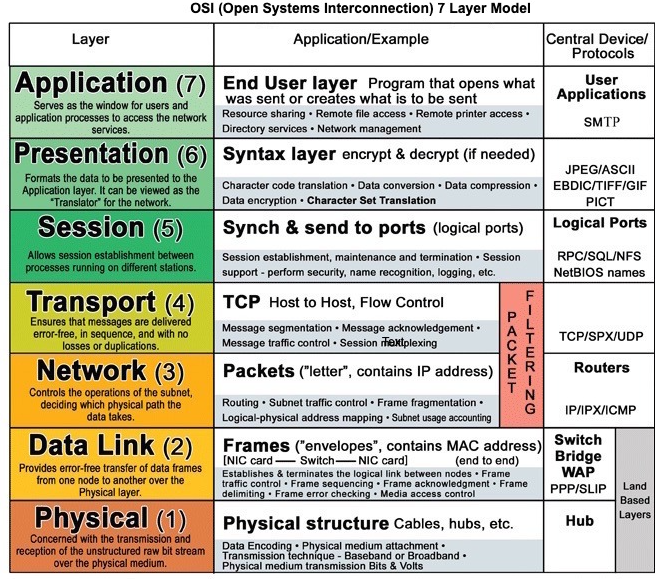 OSI (Open Systems Interconnection) 7 Layer Model
Layer
Application/Example
Central Device/
Protocols
Application (7)
Serves as the window for users and
application processes to access the network
services.
End User layer Program that opens what
was sent or creates what is to be sent
Resource sharing • Remote file access • Remote printer access •
Directory services • Network management
User
Applications
SMTP
Presentation (6)
Formats the data to be presented to the
Application layer. It can be viewed as the
"Translator" for the network.
Syntax layer encrypt & decrypt (if needed)
Character code translation • Data conversion • Data compression •
Data encryption • Character Set Translation
JPEG/ASCII
EBDIC/TIFF/GIF
PICT
Session (5)
Allows session establishment between
processes running on different stations.
Synch & send to ports (logical ports)
Session establishment, maintenance and termination • Session
support - perform security, name recognition, logging, etc.
Logical Ports
RPC/SQL/NFS
NetBIOS names
Transport (4)
Ensures that messages are delivered
error-free, in sequence, and with no
losses or duplications.
TCP Host to Host, Flow Control
Message segmentation • Message acknowledgement •
Message traffic control • Session multiplexing
Text
PACKET
FILTERING
TCP/SPX/UDP
Network (3)
Controls the operations of the subnet,
deciding which physical path the
data takes.
Packets ("letter", contains IP address)
Routing • Subnet traffic control • Frame fragmentation •
Logical-physical address mapping • Subnet usage accounting
Routers
IP/IPX/ICMP
Data Link (2)
Provides error-free transfer of data frames
from one node to another over the
Physical layer.
Frames ("envelopes", contains MAC address)
[NIC card —— Switch —— NIC card] (end to end)
Establishes & terminates the logical link between nodes • Frame
traffic control • Frame sequencing • Frame acknowledgment • Frame
delimiting • Frame error checking • Media access control
Switch
Bridge
WAP
PPP/SLIP
Land
Based
Layers
Physical (1)
Concerned with the transmission and
reception of the unstructured raw bit stream
over the physical medium.
Physical structure Cables, hubs, etc.
Data Encoding • Physical medium attachment •
Transmission technique - Baseband or Broadband •
Physical medium transmission Bits & Volts
Hub